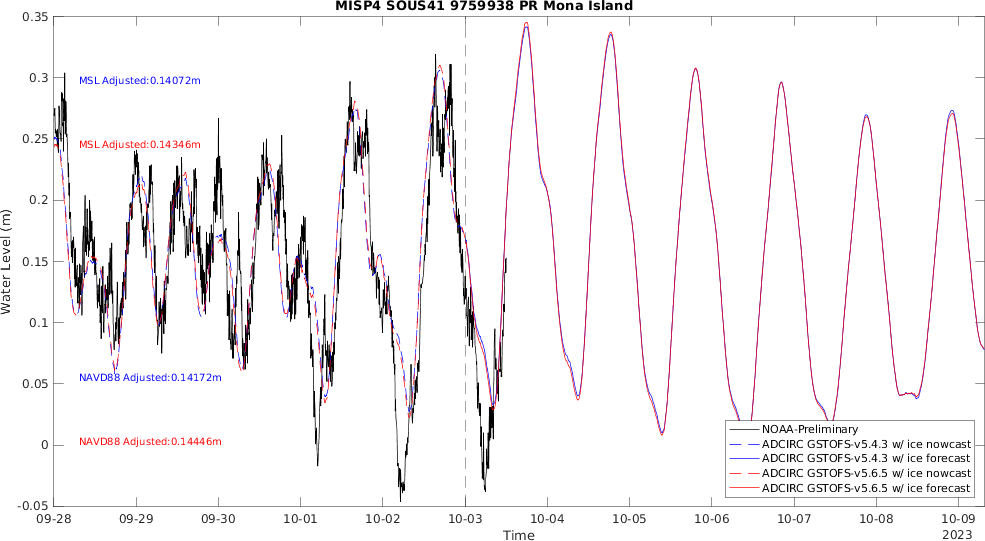 MISP4 SOUS41 9759938 PR Mona Island
0.35
0.3
0.25
0.2
0.15
0.1
0.05
0
-0.05
Water Level (m)
MSL Adjusted:0.14072m
MSL Adjusted:0.14346m
NAVD88 Adjusted:0.14172m
NAVD88 Adjusted:0.14446m
NOAA-Preliminary
ADCIRC GSTOFS-v5.4.3 w/ ice nowcast
ADCIRC GSTOFS-v5.4.3 w/ ice forecast
ADCIRC GSTOFS-v5.6.5 w/ ice nowcast
ADCIRC GSTOFS-v5.6.5 w/ ice forecast
09-28 09-29 09-30 10-01 10-02 10-03 10-04 10-05 10-06 10-07 10-08 10-09
2023
Time